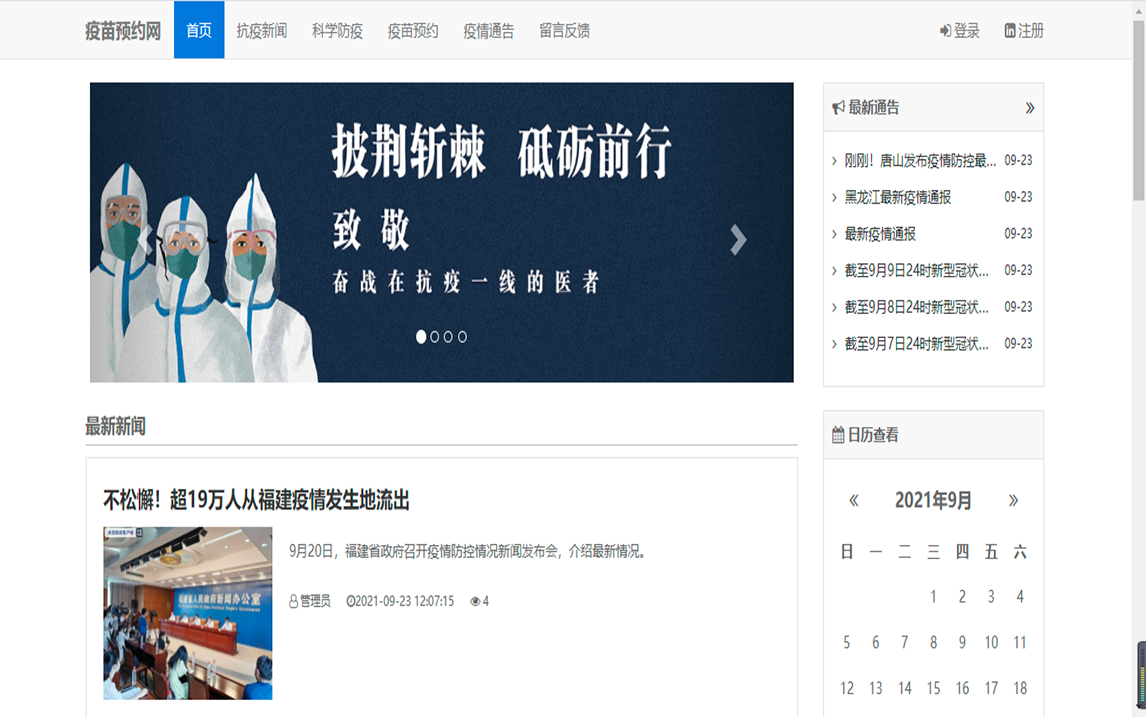 疫苗预约网 首页 抗疫新闻 科学防疫 疫苗预约 疫情通告 留言反馈 登录 注册
披荆斩棘 砥砺前行
致敬
奋战在抗疫一线的医者
最新通告 »
刚刚！唐山发布疫情防控最... 09-23
黑龙江最新疫情通报 09-23
最新疫情通报 09-23
截至9月9日24时新型冠状... 09-23
截至9月8日24时新型冠状... 09-23
截至9月7日24时新型冠状... 09-23
最新新闻
不松懈！超19万人从福建疫情发生地流出
9月20日，福建省政府召开疫情防控情况新闻发布会，介绍最新情况。
管理员 2021-09-23 12:07:15 4
福建省人民政府新闻办公室
日历查看
« 2021年9月 »
日 一 二 三 四 五 六
1 2 3 4
5 6 7 8 9 10 11
12 13 14 15 16 17 18